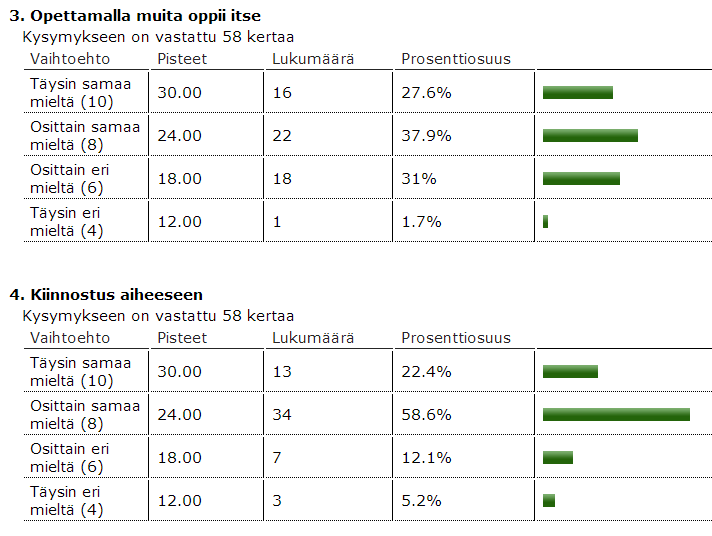 3. Opettamalla muita oppii itse
Kysymykseen on vastattu 58 kertaa
Vaihtoehto Pisteet Lukumäärä Prosenttiosuus
Täysin samaa
mieltä (10) 30.00 16 27.6%
Osittain samaa
mieltä (8) 24.00 22 37.9%
Osittain eri
mieltä (6) 18.00 18 31%
Täysin eri
mieltä (4) 12.00 1 1.7%
4. Kiinnostus aiheeseen
Kysymykseen on vastattu 58 kertaa
Vaihtoehto Pisteet Lukumäärä Prosenttiosuus
Täysin samaa
mieltä (10) 30.00 13 22.4%
Osittain samaa
mieltä (8) 24.00 34 58.6%
Osittain eri
mieltä (6) 18.00 7 12.1%
Täysin eri
mieltä (4) 12.00 3 5.2%